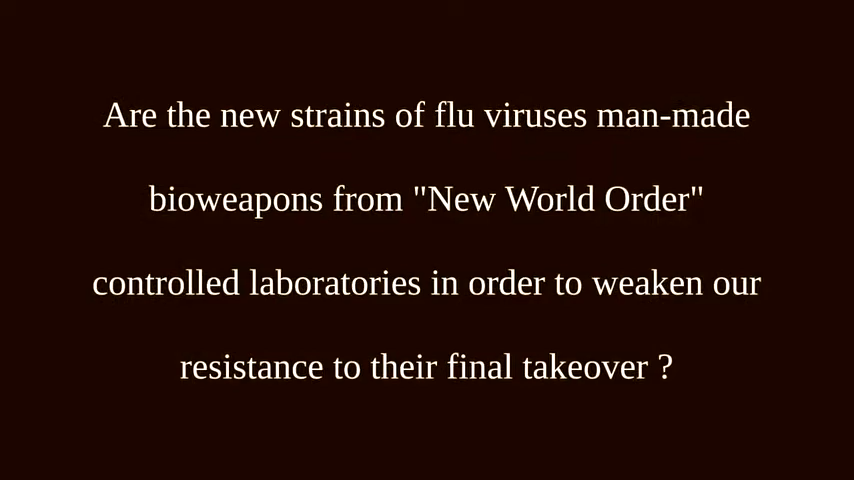 Are the new strains of flu viruses man-made
bioweapons from "New World Order"
controlled laboratories in order to weaken our
resistance to their final takeover ?